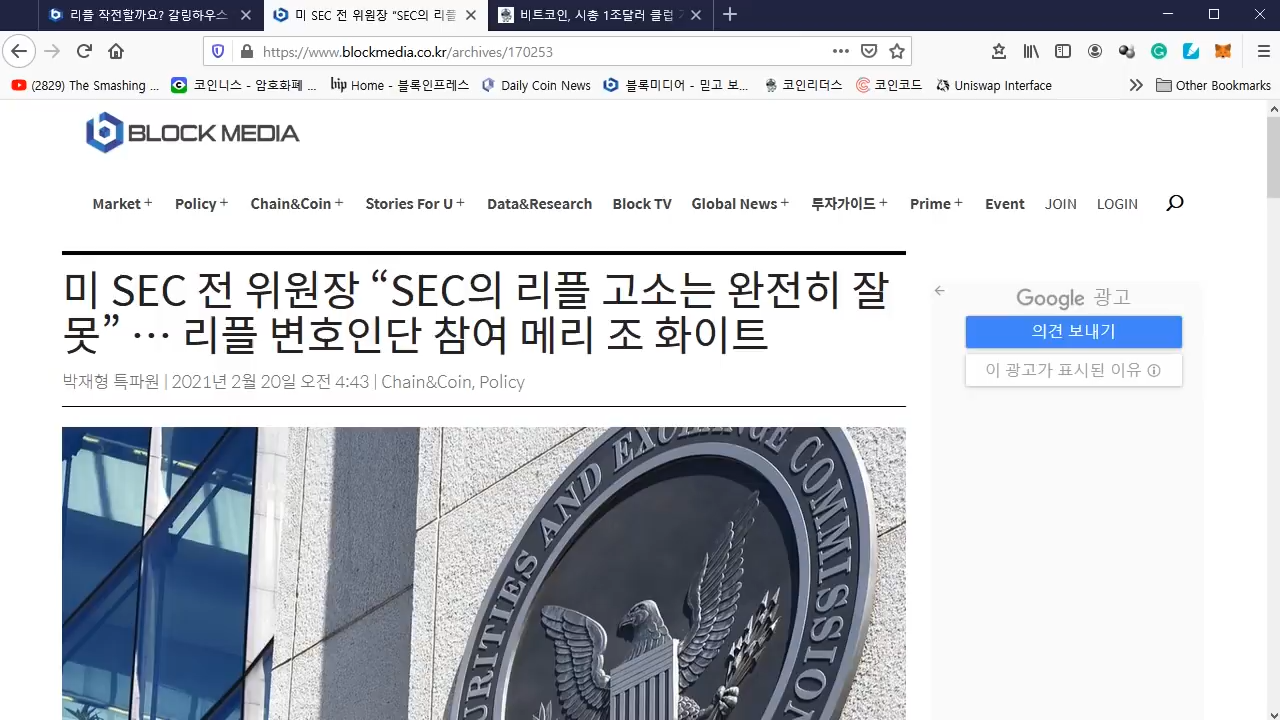 리플 작전할까요? 갈링하우스
미 SEC 전 위원장 “SEC의 리플
비트코인, 시총 1조달러 클럽
https://www.blockmedia.co.kr/archives/170253
(2829) The Smashing ...
코인니스 - 암호화폐 ...
Home - 블록인프레스
Daily Coin News
블록미디어 - 믿고 보...
코인리더스
코인코드
Uniswap Interface
Other Bookmarks
BLOCK MEDIA
Market +
Policy +
Chain&Coin +
Stories For U +
Data&Research
Block TV
Global News +
투자가이드 +
Prime +
Event
JOIN
LOGIN
미 SEC 전 위원장 “SEC의 리플 고소는 완전히 잘
못” … 리플 변호인단 참여 메리 조 화이트
박재형 특파원 | 2021년 2월 20일 오전 4:43 | Chain&Coin, Policy
Google 광고
의견 보내기
이 광고가 표시된 이유
SECURITIES AND EXCHANGE COMMISSION